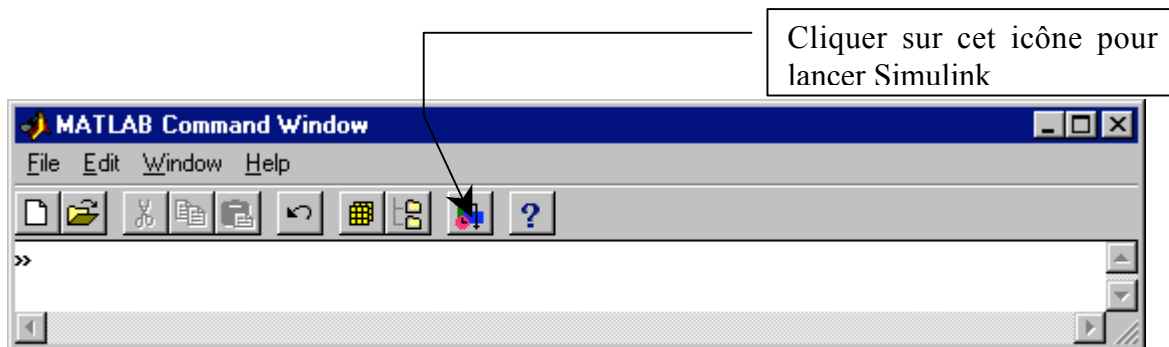 Cliquer sur cet icône pour
lancer Simulink
MATLAB Command Window
File Edit Window Help
?
»